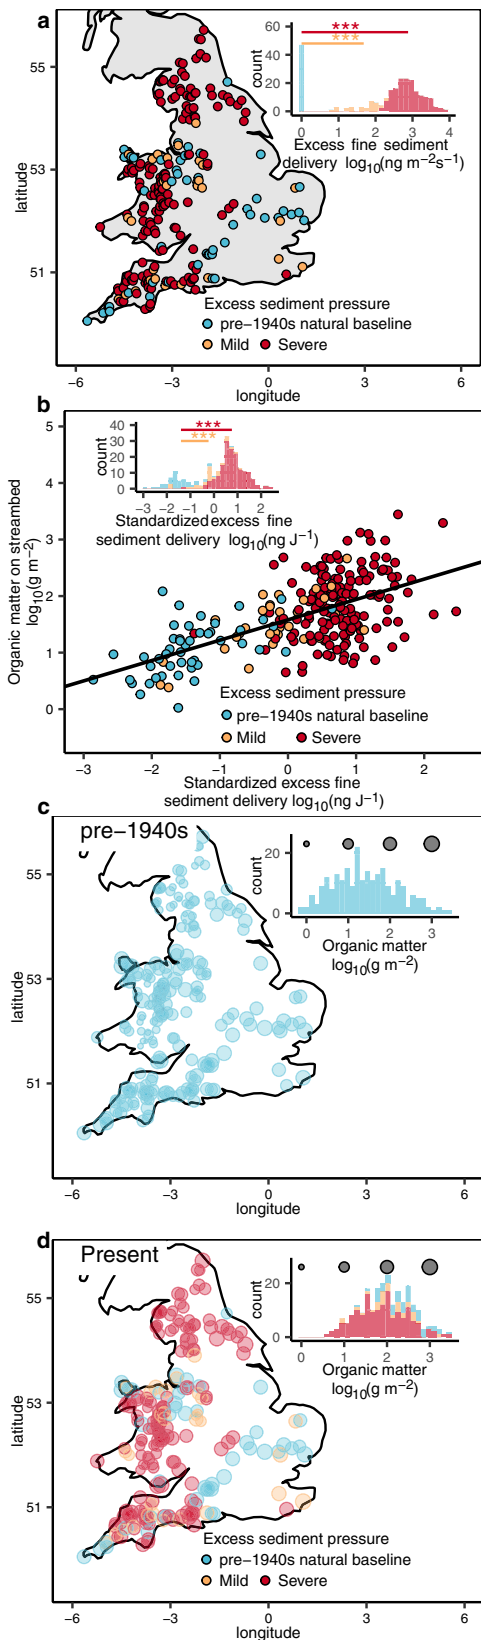 a
60
40
20
0
count
***
***
0 1 2 3 4
Excess fine sediment
delivery log10(ng m−2s−1)
55
53
51
latitude
Excess sediment pressure
pre−1940s natural baseline
Mild Severe
−6 −3 0 3 6
longitude
b
5
4
3
2
1
0
Organic matter on streambed
log10(g m−2)
40
30
20
10
0
count
***
***
−3 −2 −1 0 1 2
Standardized excess fine
sediment delivery log10(ng J−1)
Excess sediment pressure
pre−1940s natural baseline
Mild Severe
−3 −2 −1 0 1 2
Standardized excess fine
sediment delivery log10(ng J−1)
c
pre−1940s
20
0
count
0 1 2 3
Organic matter
log10(g m−2)
55
53
51
latitude
−6 −3 0 3 6
longitude
d
Present
20
0
count
0 1 2 3
Organic matter
log10(g m−2)
55
53
51
latitude
Excess sediment pressure
pre−1940s natural baseline
Mild Severe
−6 −3 0 3 6
longitude